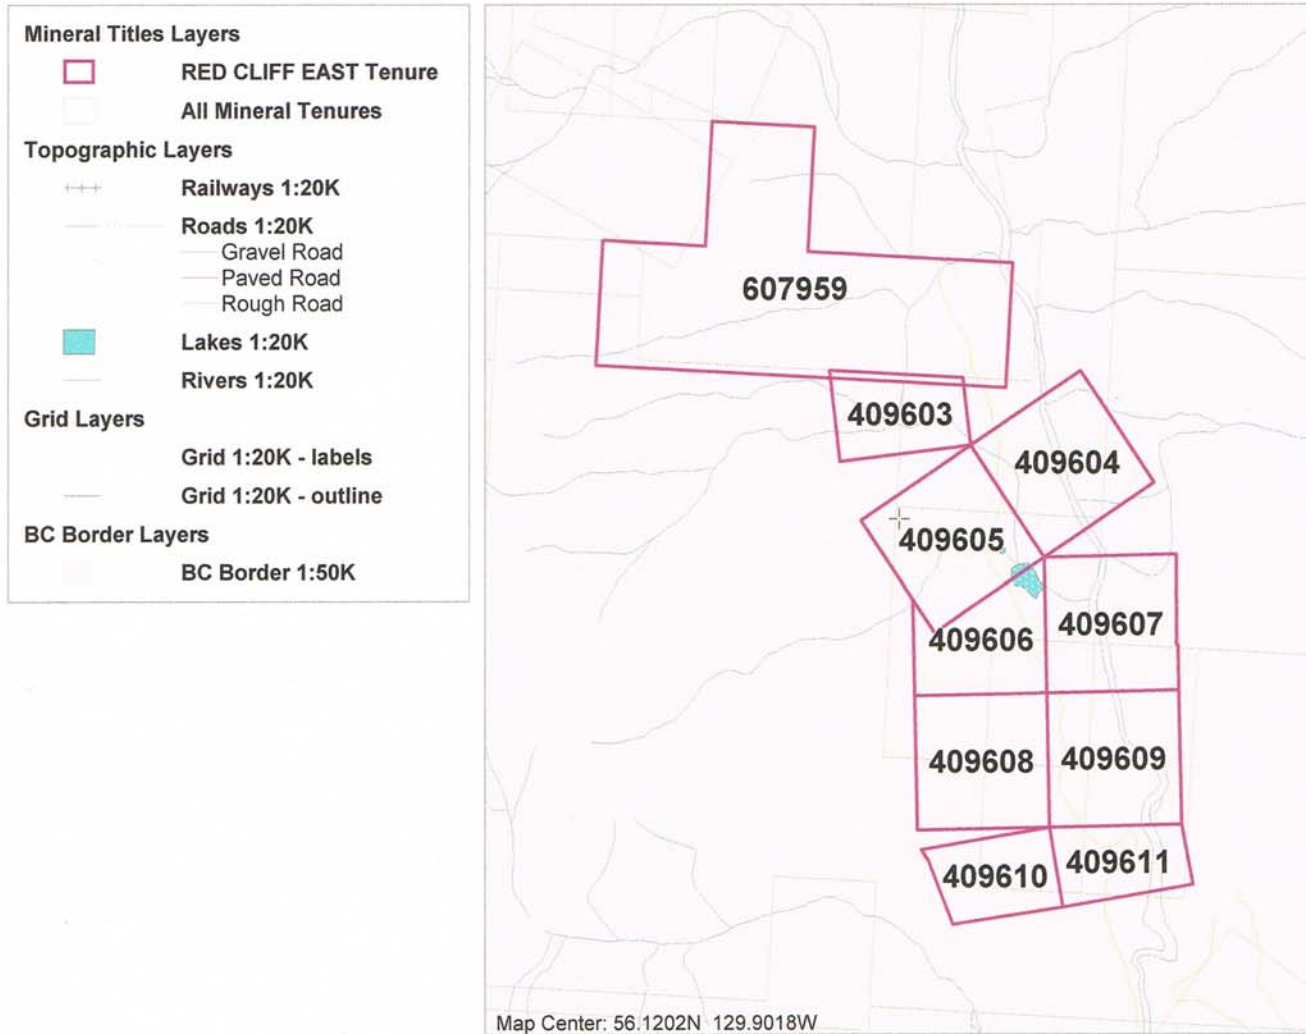 Mineral Titles Layers
RED CLIFF EAST Tenure
All Mineral Tenures
Topographic Layers
Railways 1:20K
Roads 1:20K
Gravel Road
Paved Road
Rough Road
Lakes 1:20K
Rivers 1:20K
Grid Layers
Grid 1:20K - labels
Grid 1:20K - outline
BC Border Layers
BC Border 1:50K
607959
409603
409604
409605
409606
409607
409608
409609
409610
409611
Map Center: 56.1202N 129.9018W